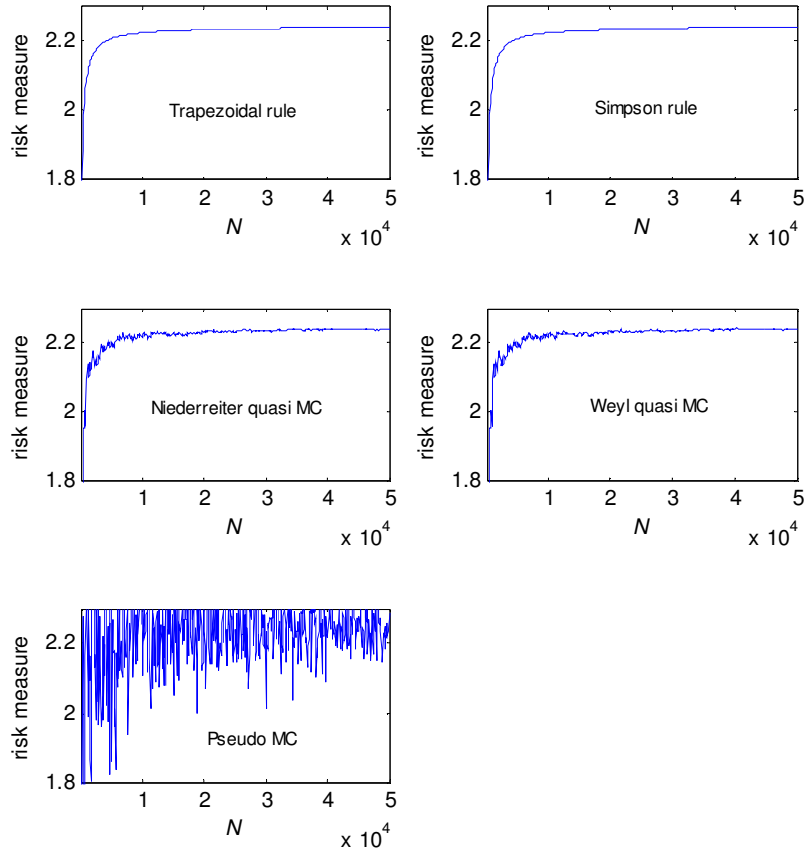 risk measure
2.2
2
1.8
Trapezoidal rule
1 2 3 4 5
N
x 10^4
risk measure
2.2
2
1.8
Simpson rule
1 2 3 4 5
N
x 10^4
risk measure
2.2
2
1.8
Niederreiter quasi MC
1 2 3 4 5
N
x 10^4
risk measure
2.2
2
1.8
Weyl quasi MC
1 2 3 4 5
N
x 10^4
risk measure
2.2
2
1.8
Pseudo MC
1 2 3 4 5
N
x 10^4